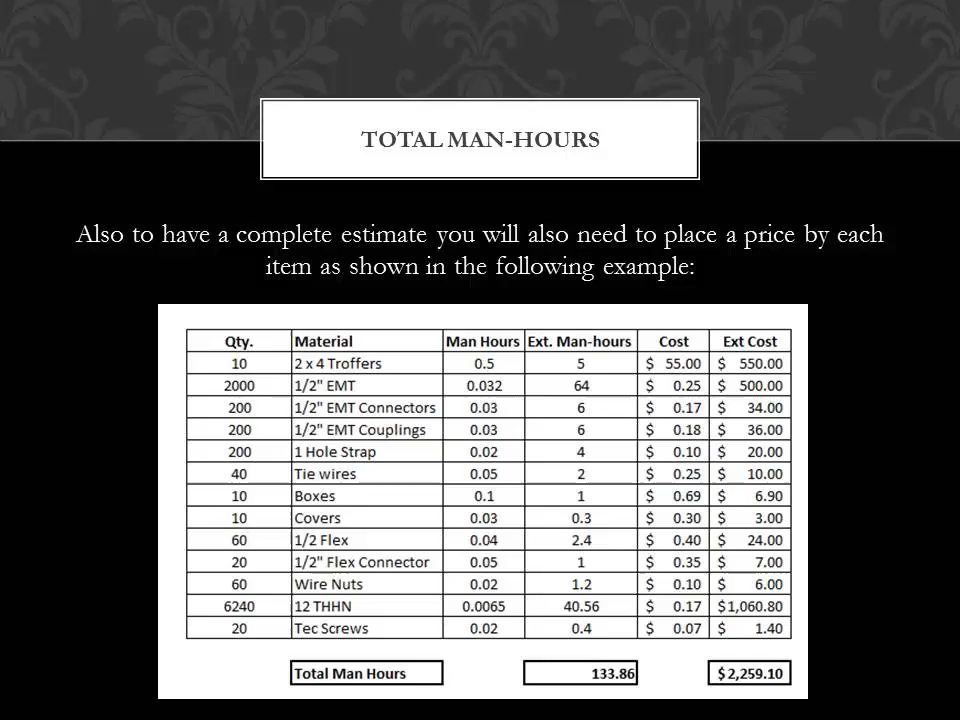 TOTAL MAN-HOURS
Also to have a complete estimate you will also need to place a price by each
item as shown in the following example:
Qty. Material Man Hours Ext. Man-hours Cost Ext Cost
10 2 x 4 Troffers 0.5 5 $ 55.00 $ 550.00
2000 1/2" EMT 0.032 64 $ 0.25 $ 500.00
200 1/2" EMT Connectors 0.03 6 $ 0.17 $ 34.00
200 1/2" EMT Couplings 0.03 6 $ 0.18 $ 36.00
200 1 Hole Strap 0.02 4 $ 0.10 $ 20.00
40 Tie wires 0.05 2 $ 0.25 $ 10.00
10 Boxes 0.1 1 $ 0.69 $ 6.90
10 Covers 0.03 0.3 $ 0.30 $ 3.00
60 1/2 Flex 0.04 2.4 $ 0.40 $ 24.00
20 1/2" Flex Connector 0.05 1 $ 0.35 $ 7.00
60 Wire Nuts 0.02 1.2 $ 0.10 $ 6.00
6240 12 THHN 0.0065 40.56 $ 0.17 $1,060.80
20 Tec Screws 0.02 0.4 $ 0.07 $ 1.40
Total Man Hours 133.86 $2,259.10